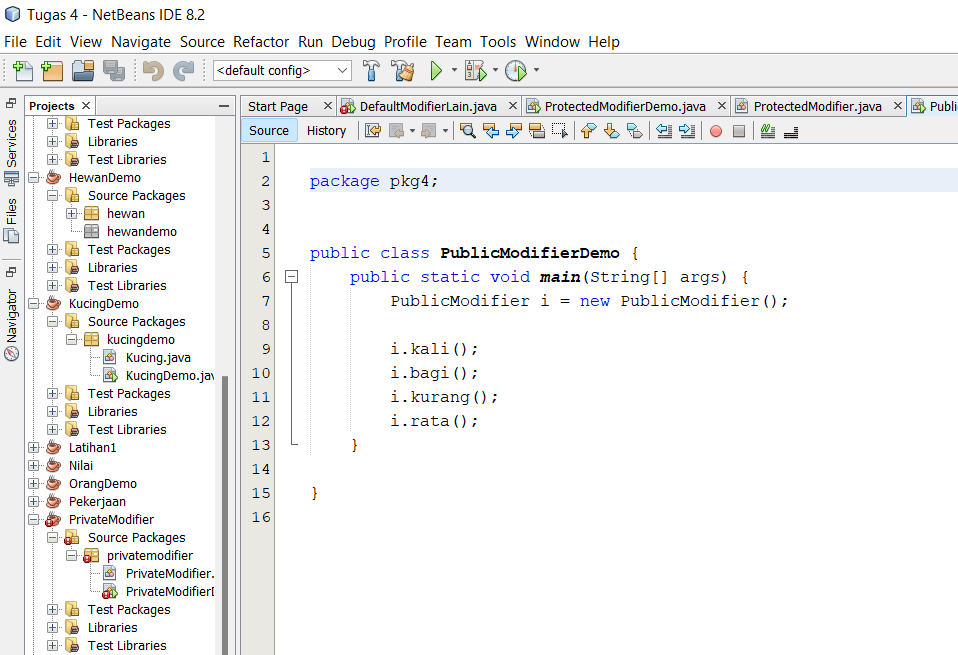 Tugas 4 - NetBeans IDE 8.2
File Edit View Navigate Source Refactor Run Debug Profile Team Tools Window Help
<default config>
Projects
Services
Files
Navigator
Test Packages
Libraries
Test Libraries
HewanDemo
Source Packages
hewan
hewandemo
Test Packages
Libraries
Test Libraries
KucingDemo
Source Packages
kucingdemo
Kucing.java
KucingDemo.jav
Test Packages
Libraries
Test Libraries
Latihan1
Nilai
OrangDemo
Pekerjaan
PrivateModifier
Source Packages
privatemodifier
PrivateModifier.
PrivateModifierD
Test Packages
Libraries
Test Libraries
Start Page DefaultModifierLain.java ProtectedModifierDemo.java ProtectedModifier.java Publi
Source History
1
2 package pkg4;
3
4
5 public class PublicModifierDemo {
6 public static void main(String[] args) {
7 PublicModifier i = new PublicModifier();
8
9 i.kali();
10 i.bagi();
11 i.kurang();
12 i.rata();
13 }
14
15 }
16